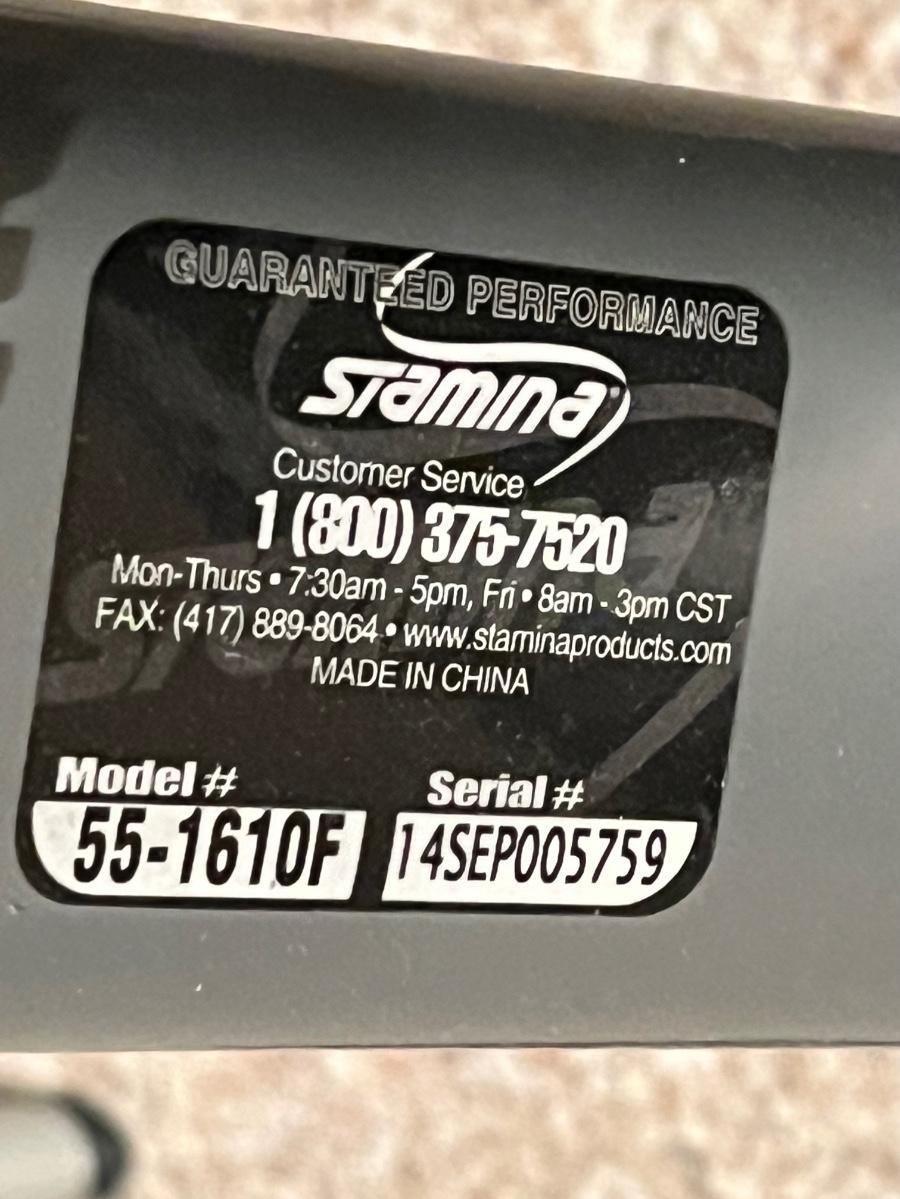 GUARANTEED PERFORMANCE
STAMINA
Customer Service
1 (800) 375-7520
Mon-Thurs • 7:30am - 5pm, Fri • 8am - 3pm CST
FAX: (417) 889-8064 • www.staminaproducts.com
MADE IN CHINA
Model # Serial #
55-1610F 14SEP005759